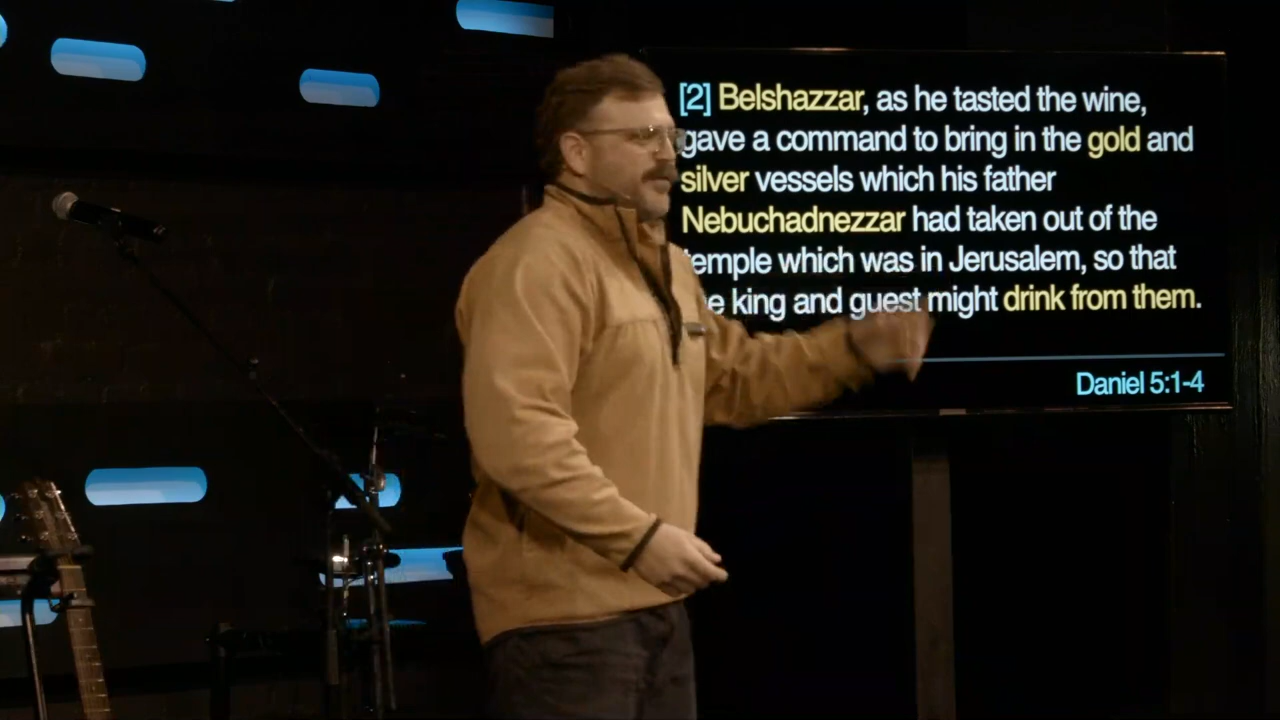 [2] Belshazzar, as he tasted the wine,
gave a command to bring in the gold and
silver vessels which his father
Nebuchadnezzar had taken out of the
temple which was in Jerusalem, so that
king and guest might drink from them.
Daniel 5:1-4